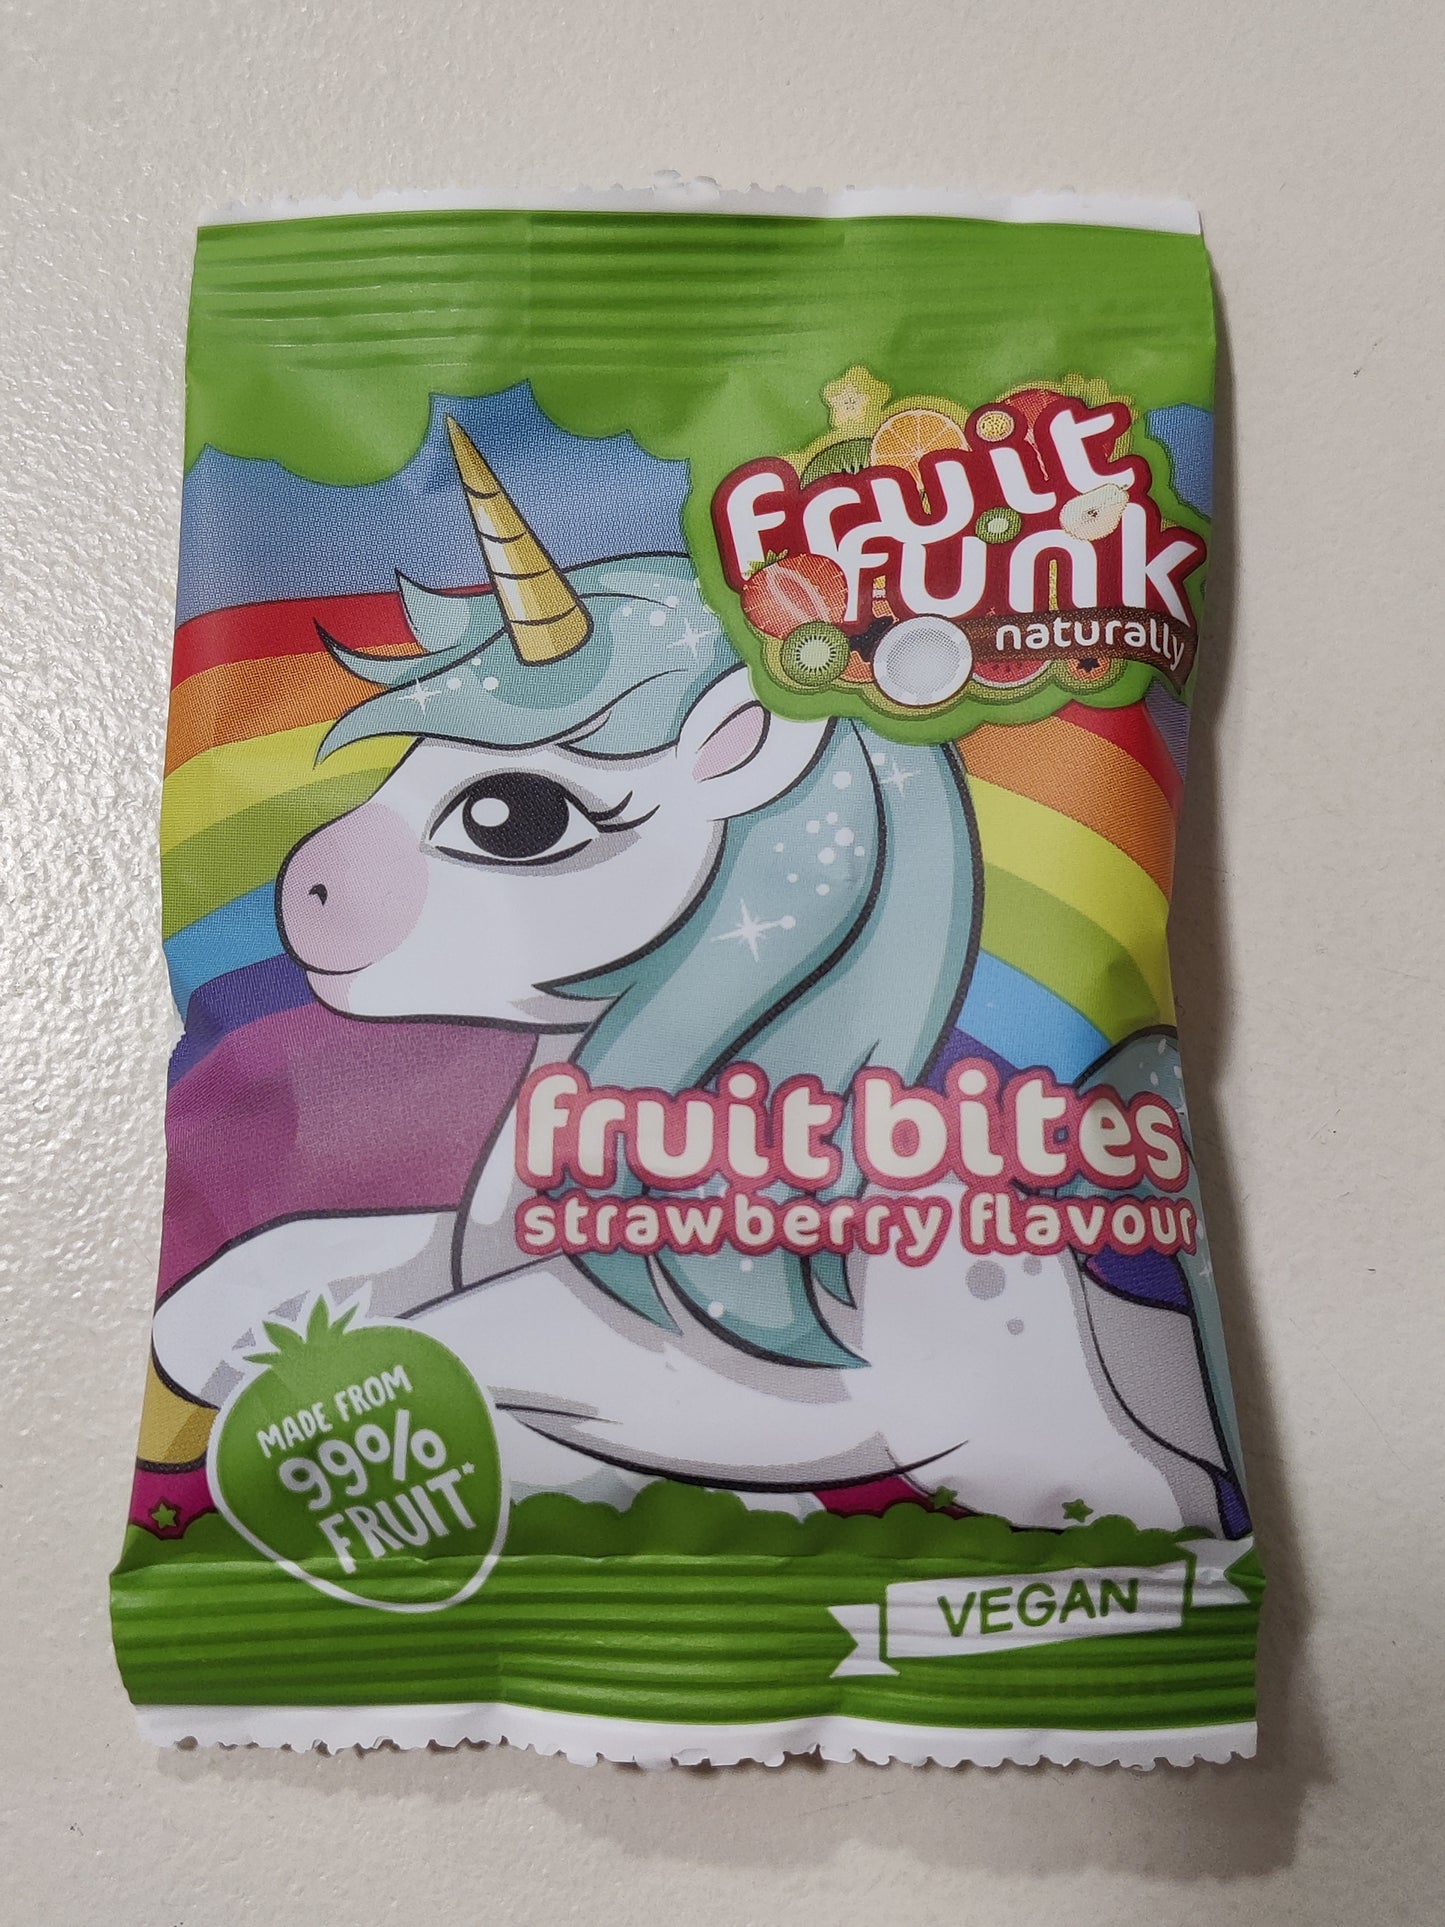 fruit
funk
naturally
fruit bites
strawberry flavour
MADE FROM
99%
FRUIT*
VEGAN